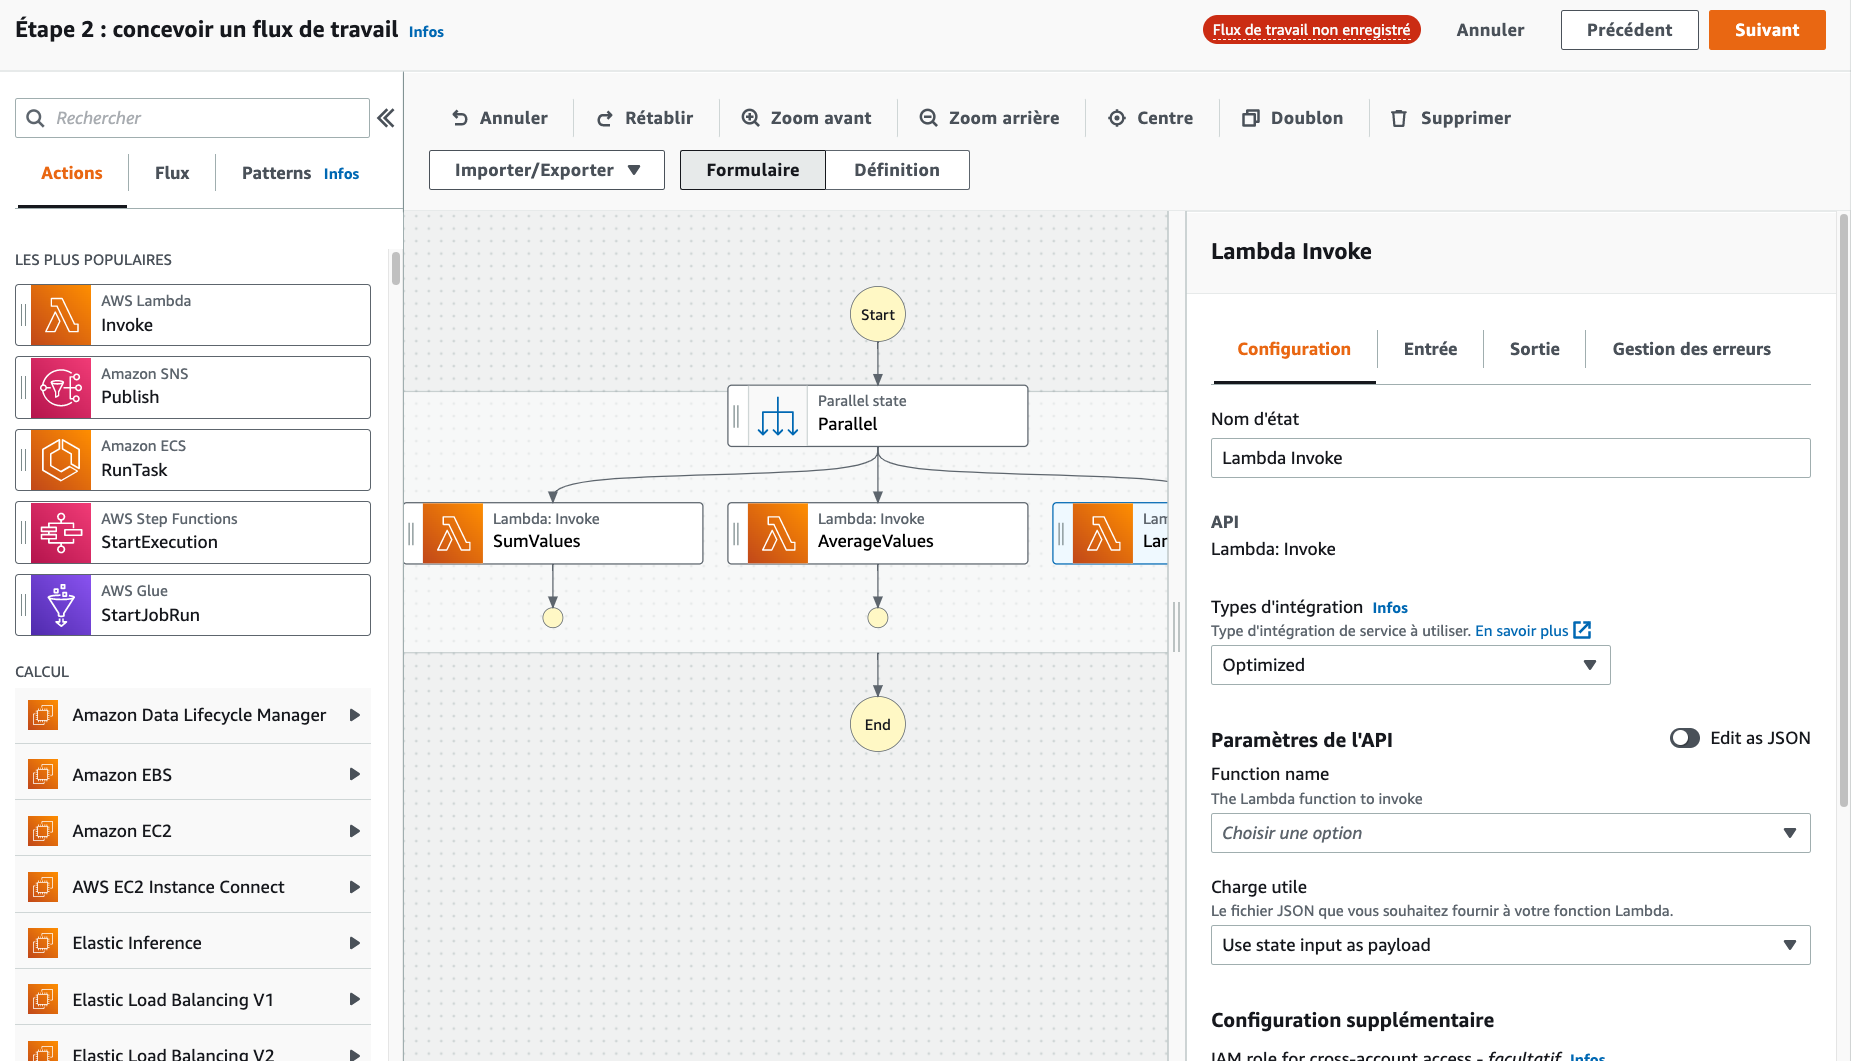 Étape 2 : concevoir un flux de travail Infos
Flux de travail non enregistré
Annuler
Précédent
Suivant
Rechercher
Actions
Flux
Patterns Infos
LES PLUS POPULAIRES
AWS Lambda
Invoke
Amazon SNS
Publish
Amazon ECS
RunTask
AWS Step Functions
StartExecution
AWS Glue
StartJobRun
CALCUL
Amazon Data Lifecycle Manager
Amazon EBS
Amazon EC2
AWS EC2 Instance Connect
Elastic Inference
Elastic Load Balancing V1
Elastic Load Balancing V2
Annuler
Rétablir
Zoom avant
Zoom arrière
Centre
Doublon
Supprimer
Importer/Exporter
Formulaire
Définition
Start
Parallel state
Parallel
Lambda: Invoke
SumValues
Lambda: Invoke
AverageValues
Lam
Lam
End
Lambda Invoke
Configuration
Entrée
Sortie
Gestion des erreurs
Nom d'état
Lambda Invoke
API
Lambda: Invoke
Types d'intégration Infos
Type d'intégration de service à utiliser. En savoir plus
Optimized
Paramètres de l'API
Edit as JSON
Function name
The Lambda function to invoke
Choisir une option
Charge utile
Le fichier JSON que vous souhaitez fournir à votre fonction Lambda.
Use state input as payload
Configuration supplémentaire
IAM role for cross-account access - facultatif Infos